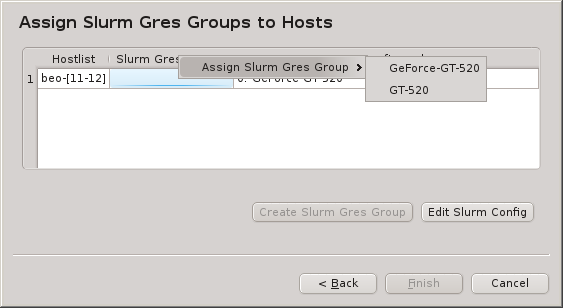 Assign Slurm Gres Groups to Hosts
Hostlist Slurm Gres
Assign Slurm Gres Group
GeForce-GT-520
GT-520
1 beo-[11-12] 0: GeForce GT 520
Create Slurm Gres Group Edit Slurm Config
< Back Finish Cancel